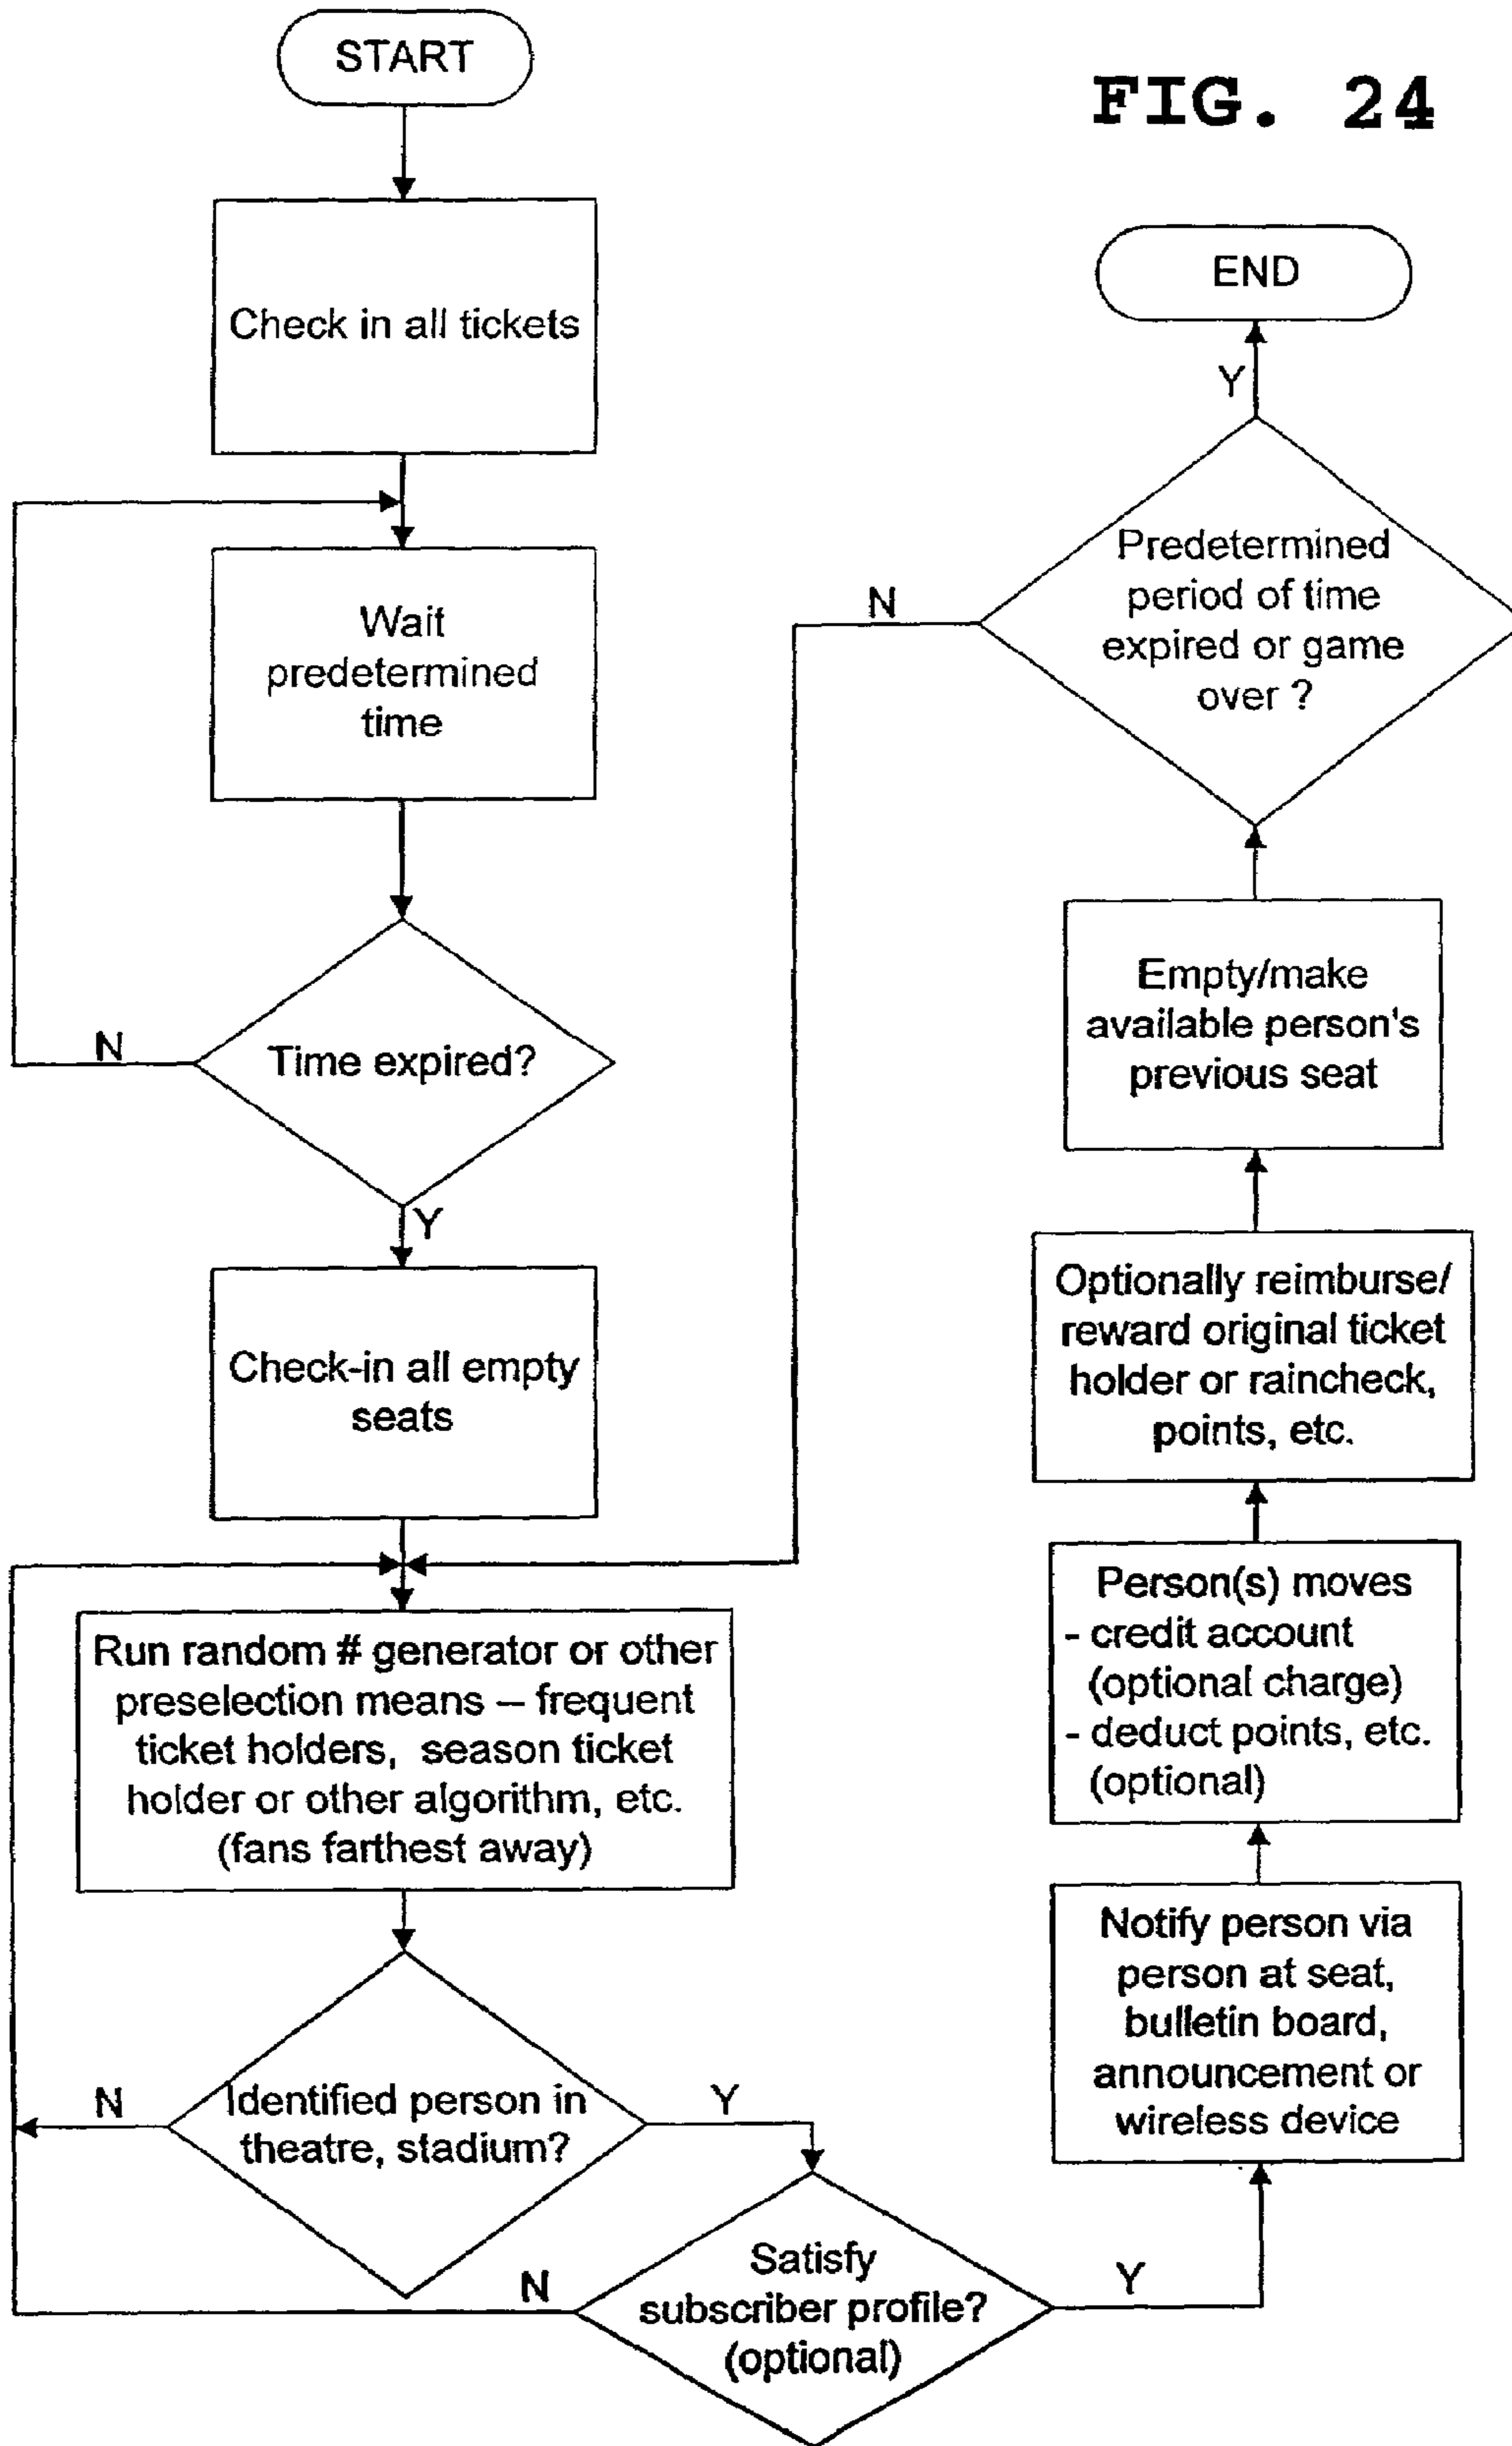 START
FIG. 24
Check in all tickets
Wait
predetermined
time
Time expired?
N
Y
Check-in all empty
seats
Run random # generator or other
preselection means – frequent
ticket holders, season ticket
holder or other algorithm, etc.
(fans farthest away)
Identified person in
theatre, stadium?
N
Y
Satisfy
subscriber profile?
(optional)
N
Y
Notify person via
person at seat,
bulletin board,
announcement or
wireless device
Person(s) moves
- credit account
(optional charge)
- deduct points, etc.
(optional)
Optionally reimburse/
reward original ticket
holder or raincheck,
points, etc.
Empty/make
available person's
previous seat
Predetermined
period of time
expired or game
over ?
N
Y
END